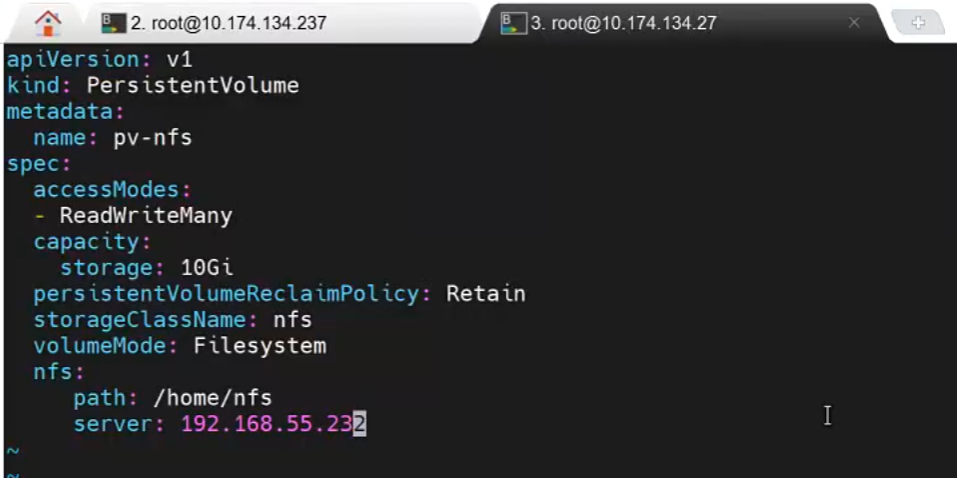 2. root@10.174.134.237
3. root@10.174.134.27
apiVersion: v1
kind: PersistentVolume
metadata:
  name: pv-nfs
spec:
  accessModes:
  - ReadWriteMany
  capacity:
    storage: 10Gi
  persistentVolumeReclaimPolicy: Retain
  storageClassName: nfs
  volumeMode: Filesystem
  nfs:
     path: /home/nfs
     server: 192.168.55.232
~
~